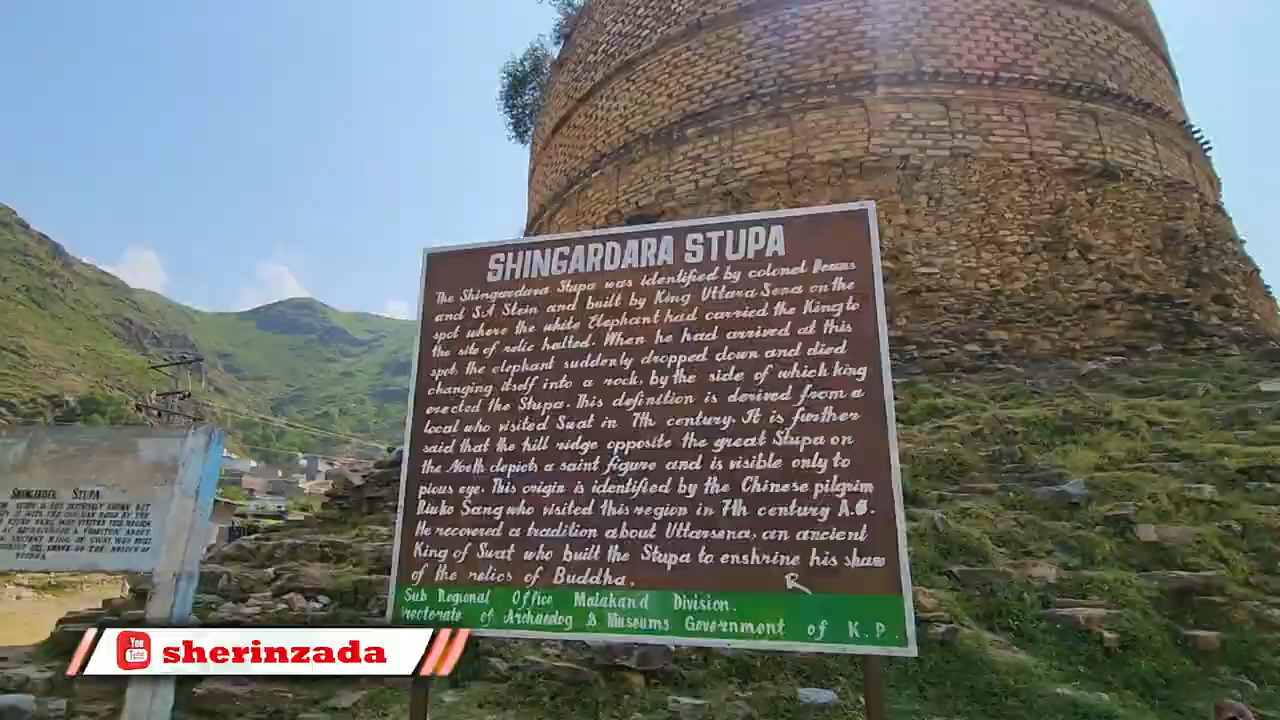 SHINGARDARA STUPA
The Shingardara Stupa was identified by colonel Deans
and S.A Stein and built by King Uttara Sena on the
spot where the white Elephant had carried the King to
the site of relic halted. When he had arrived at this
spot, the elephant suddenly dropped down and died
changing itself into a rock, by the side of which king
erected the Stupa. This definition is derived from a
local who visited Swat in 7th century. It is further
said that the hill ridge opposite the great Stupa on
the North depicts a saint figure and is visible only to
pious eye. This origin is identified by the Chinese pilgrim
Sang who visited this region in 7th century A.D.
He recovered a tradition about Uttarsena, an ancient
King of Swat who built the Stupa to enshrine his share
of the relics of Buddha.
Sub Regional Office Malakand Division.
rectorate of Archaeolog & Museums Government of K.P.
STUPA
sherinzada
You Tube